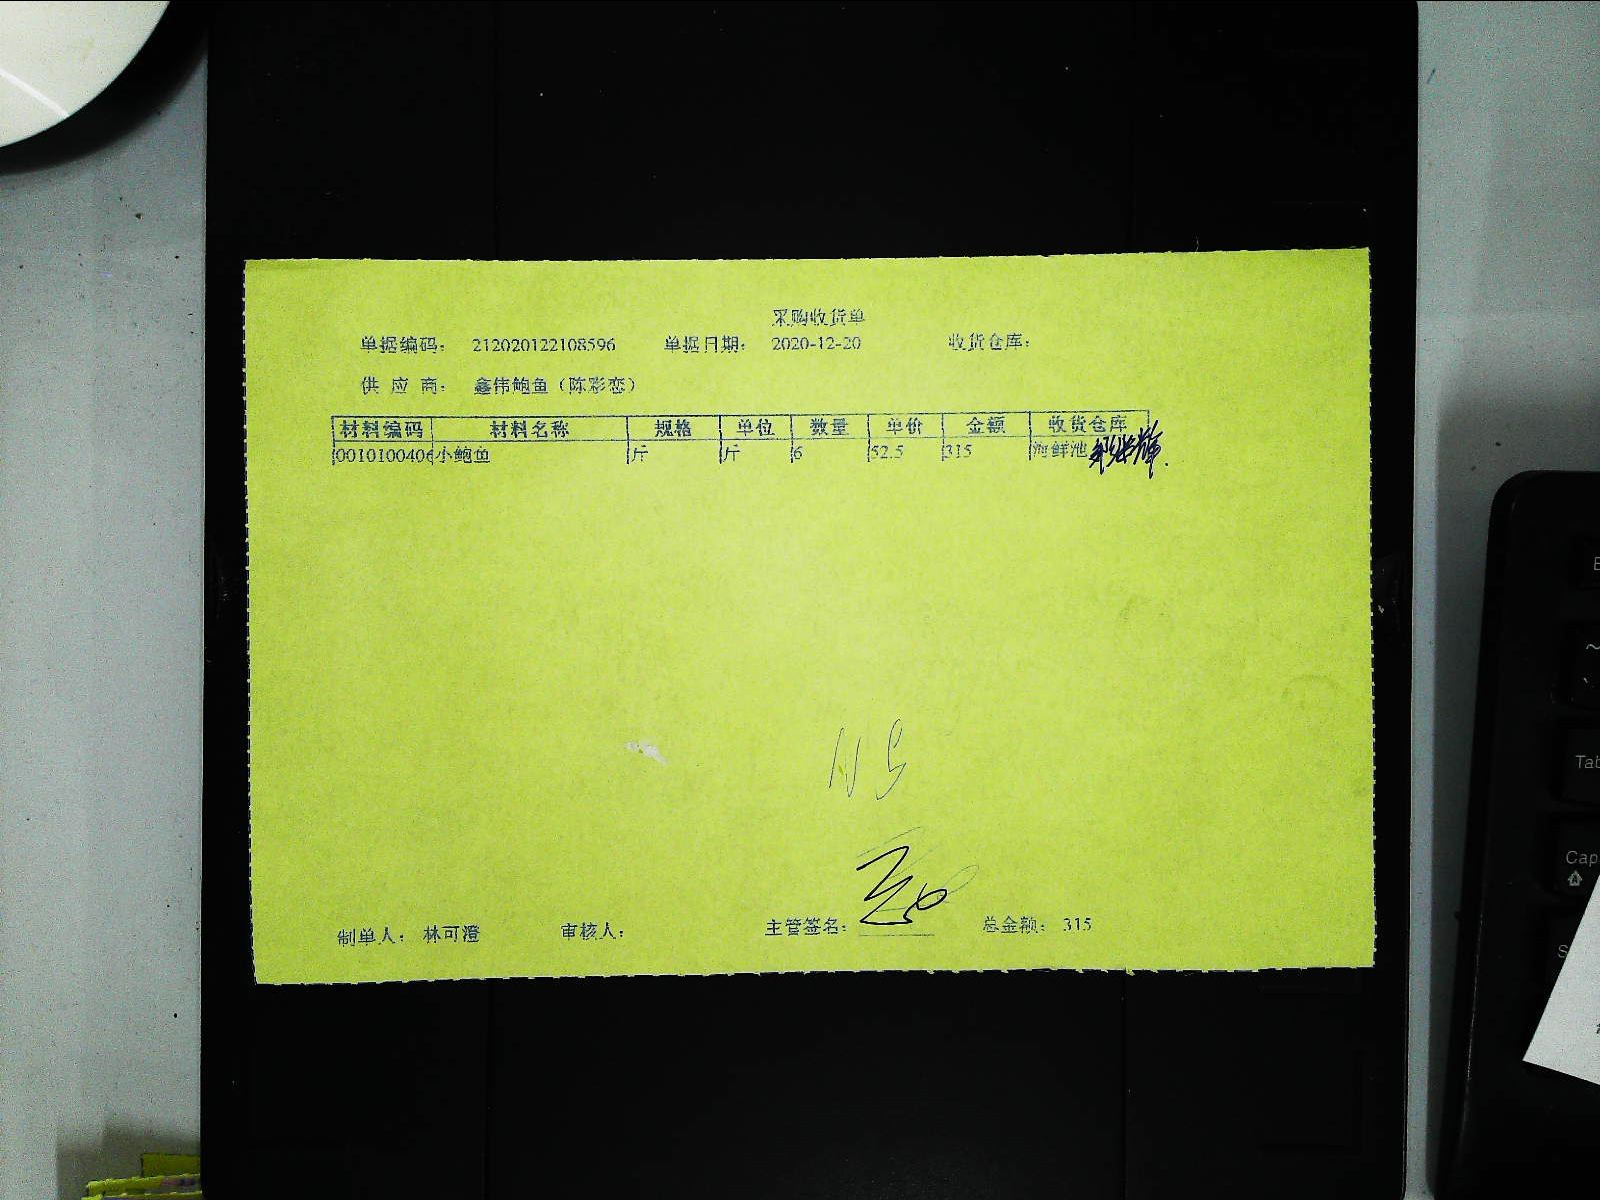 采购收货单
单据编码： 212020122108596 单据日期： 2020-12-20 收货仓库：
供 应 商： 鑫伟鲍鱼（陈彩恋）
材料编码 材料名称 规格 单位 数量 单价 金额 收货仓库
0010100406 小鲍鱼 斤 斤 6 52.5 315 海鲜池
制单人： 林可澄 审核人： 主管签名： 总金额： 315
Tab
Cap